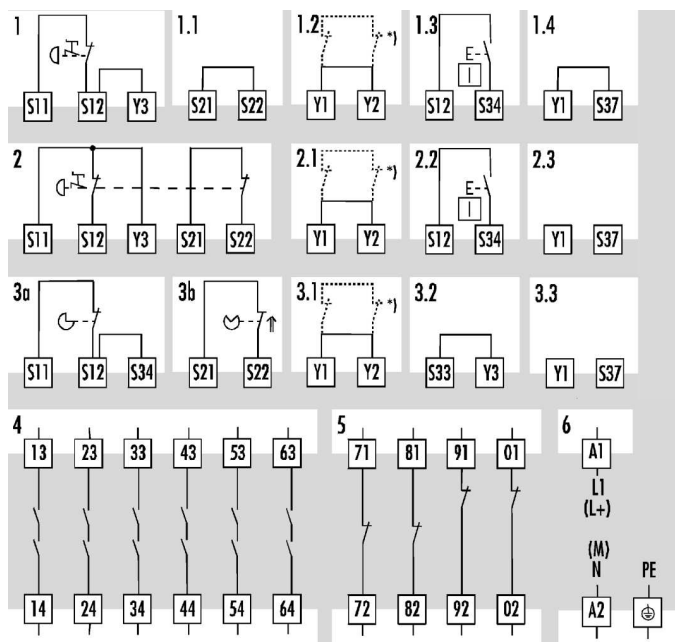 1 1.1 1.2 1.3 1.4
*)
E
I
S11 S12 Y3 S21 S22 Y1 Y2 S12 S34 Y1 S37
2 2.1 2.2 2.3
*)
E
I
S11 S12 Y3 S21 S22 Y1 Y2 S12 S34 Y1 S37
3a 3b 3.1 3.2 3.3
*)
S11 S12 S34 S21 S22 Y1 Y2 S33 Y3 Y1 S37
4 5 6
13 23 33 43 53 63 71 81 91 01 A1
L1
(L+)
(M)
N PE
14 24 34 44 54 64 72 82 92 02 A2